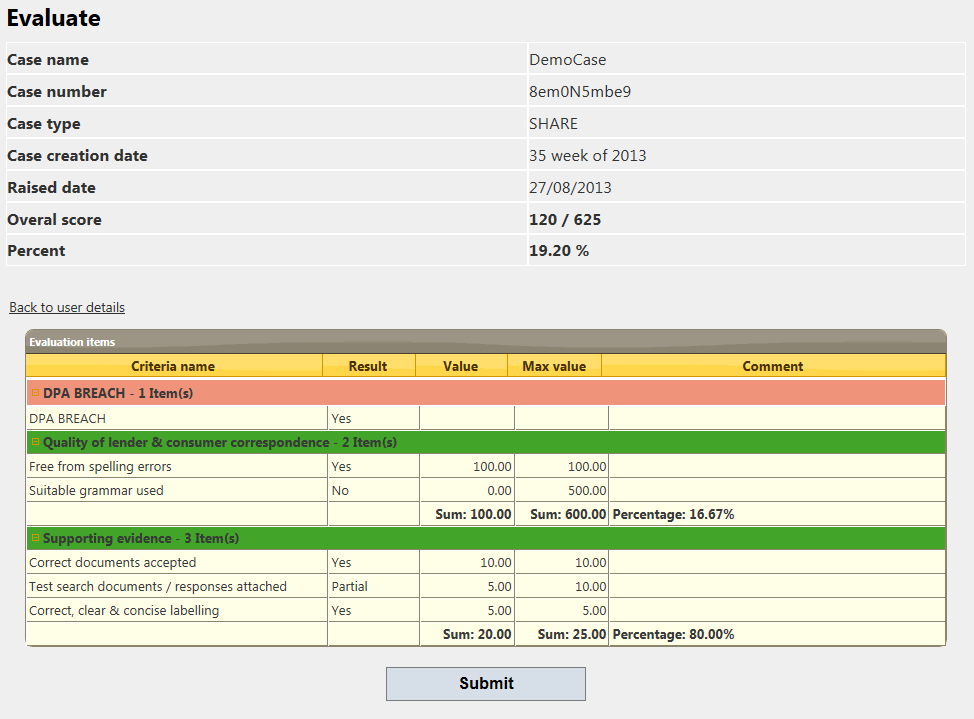 Evaluate
Case name DemoCase
Case number 8em0N5mbe9
Case type SHARE
Case creation date 35 week of 2013
Raised date 27/08/2013
Overal score 120 / 625
Percent 19.20 %
Back to user details
Evaluation items
Criteria name Result Value Max value Comment
DPA BREACH - 1 Item(s)
DPA BREACH Yes
Quality of lender & consumer correspondence - 2 Item(s)
Free from spelling errors Yes 100.00 100.00
Suitable grammar used No 0.00 500.00
Sum: 100.00 Sum: 600.00 Percentage: 16.67%
Supporting evidence - 3 Item(s)
Correct documents accepted Yes 10.00 10.00
Test search documents / responses attached Partial 5.00 10.00
Correct, clear & concise labelling Yes 5.00 5.00
Sum: 20.00 Sum: 25.00 Percentage: 80.00%
Submit